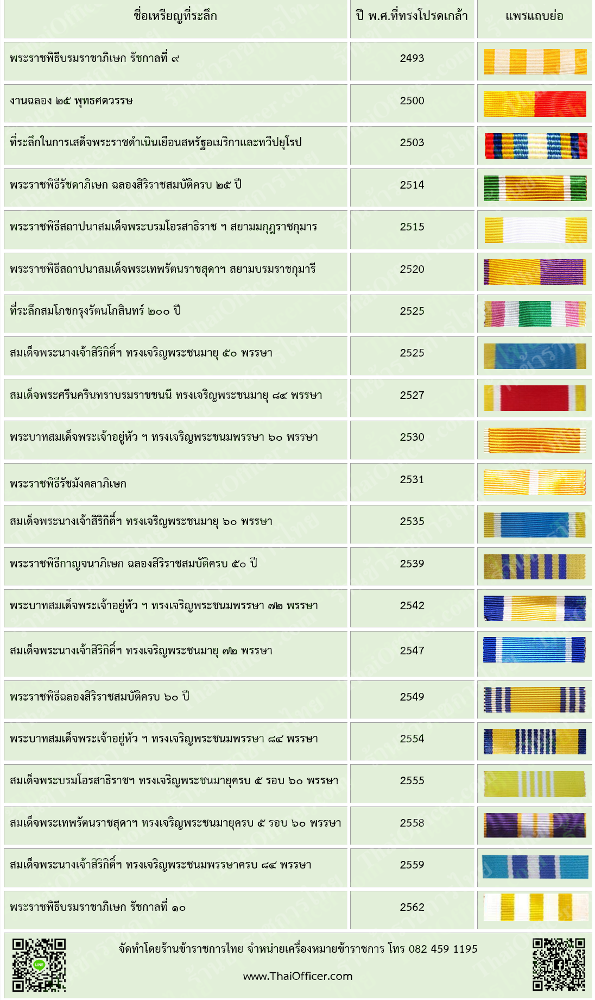 ชื่อเหรียญที่ระลึก ปี พ.ศ.ที่ทรงโปรดเกล้า แพรแถบย่อ
พระราชพิธีบรมราชาภิเษก รัชกาลที่ ๙ 2493
งานฉลอง ๒๕ พุทธศตวรรษ 2500
ที่ระลึกในการเสด็จพระราชดำเนินเยือนสหรัฐอเมริกาและทวีปยุโรป 2503
พระราชพิธีรัชดาภิเษก ฉลองสิริราชสมบัติครบ ๒๕ ปี 2514
พระราชพิธีสถาปนาสมเด็จพระบรมโอรสาธิราช ฯ สยามมกุฎราชกุมาร 2515
พระราชพิธีสถาปนาสมเด็จพระเทพรัตนราชสุดาฯ สยามบรมราชกุมารี 2520
ที่ระลึกสมโภชกรุงรัตนโกสินทร์ ๒๐๐ ปี 2525
สมเด็จพระนางเจ้าสิริกิติ์ฯ ทรงเจริญพระชนมายุ ๕๐ พรรษา 2525
สมเด็จพระศรีนครินทราบรมราชชนนี ทรงเจริญพระชนมายุ ๘๔ พรรษา 2527
พระบาทสมเด็จพระเจ้าอยู่หัว ฯ ทรงเจริญพระชนมพรรษา ๖๐ พรรษา 2530
พระราชพิธีรัชมังคลาภิเษก 2531
สมเด็จพระนางเจ้าสิริกิติ์ฯ ทรงเจริญพระชนมายุ ๖๐ พรรษา 2535
พระราชพิธีกาญจนาภิเษก ฉลองสิริราชสมบัติครบ ๕๐ ปี 2539
พระบาทสมเด็จพระเจ้าอยู่หัว ฯ ทรงเจริญพระชนมพรรษา ๗๒ พรรษา 2542
สมเด็จพระนางเจ้าสิริกิติ์ฯ ทรงเจริญพระชนมายุ ๗๒ พรรษา 2547
พระราชพิธีฉลองสิริราชสมบัติครบ ๖๐ ปี 2549
พระบาทสมเด็จพระเจ้าอยู่หัว ฯ ทรงเจริญพระชนมพรรษา ๘๔ พรรษา 2554
สมเด็จพระบรมโอรสาธิราชฯ ทรงเจริญพระชนมายุครบ ๕ รอบ ๖๐ พรรษา 2555
สมเด็จพระเทพรัตนราชสุดาฯ ทรงเจริญพระชนมายุครบ ๕ รอบ ๖๐ พรรษา 2558
สมเด็จพระนางเจ้าสิริกิติ์ฯ ทรงเจริญพระชนมพรรษาครบ ๘๔ พรรษา 2559
พระราชพิธีบรมราชาภิเษก รัชกาลที่ ๑๐ 2562
จัดทำโดยร้านข้าราชการไทย จำหน่ายเครื่องหมายข้าราชการ โทร 082 459 1195
www.ThaiOfficer.com
LINE